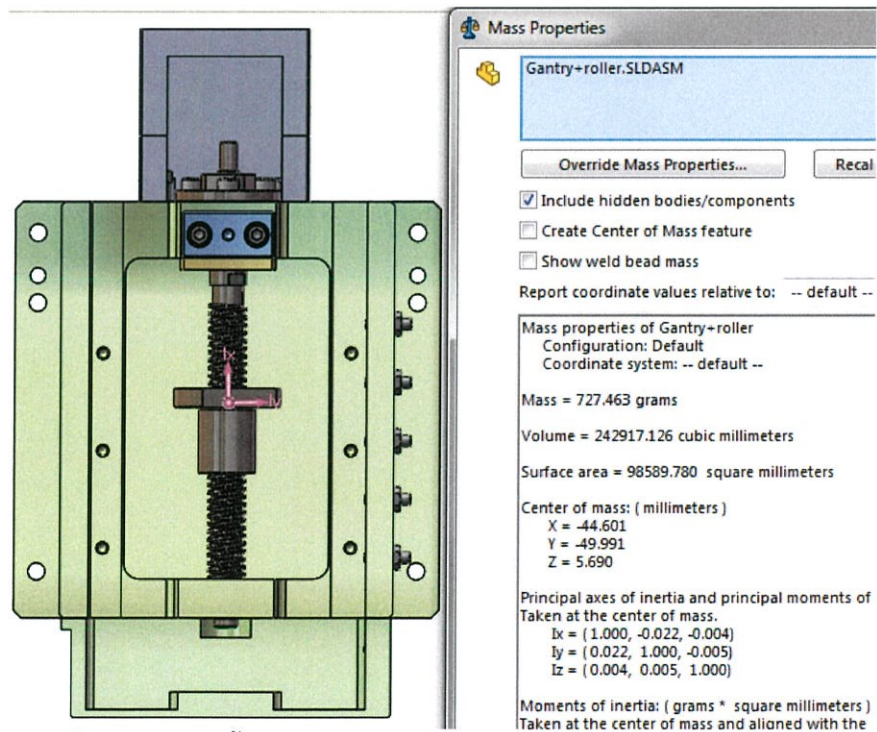 Mass Properties
Gantry+roller.SLDASM
Override Mass Properties...
Recal
Include hidden bodies/components
Create Center of Mass feature
Show weld bead mass
Report coordinate values relative to: -- default --
Mass properties of Gantry+roller
Configuration: Default
Coordinate system: -- default --
Mass = 727.463 grams
Volume = 242917.126 cubic millimeters
Surface area = 98589.780 square millimeters
Center of mass: ( millimeters )
X = -44.601
Y = -49.991
Z = 5.690
Principal axes of inertia and principal moments of
Taken at the center of mass.
Ix = ( 1.000, -0.022, -0.004)
Iy = ( 0.022, 1.000, -0.005)
Iz = ( 0.004, 0.005, 1.000)
Moments of inertia: ( grams * square millimeters )
Taken at the center of mass and aligned with the
Ix
Iy